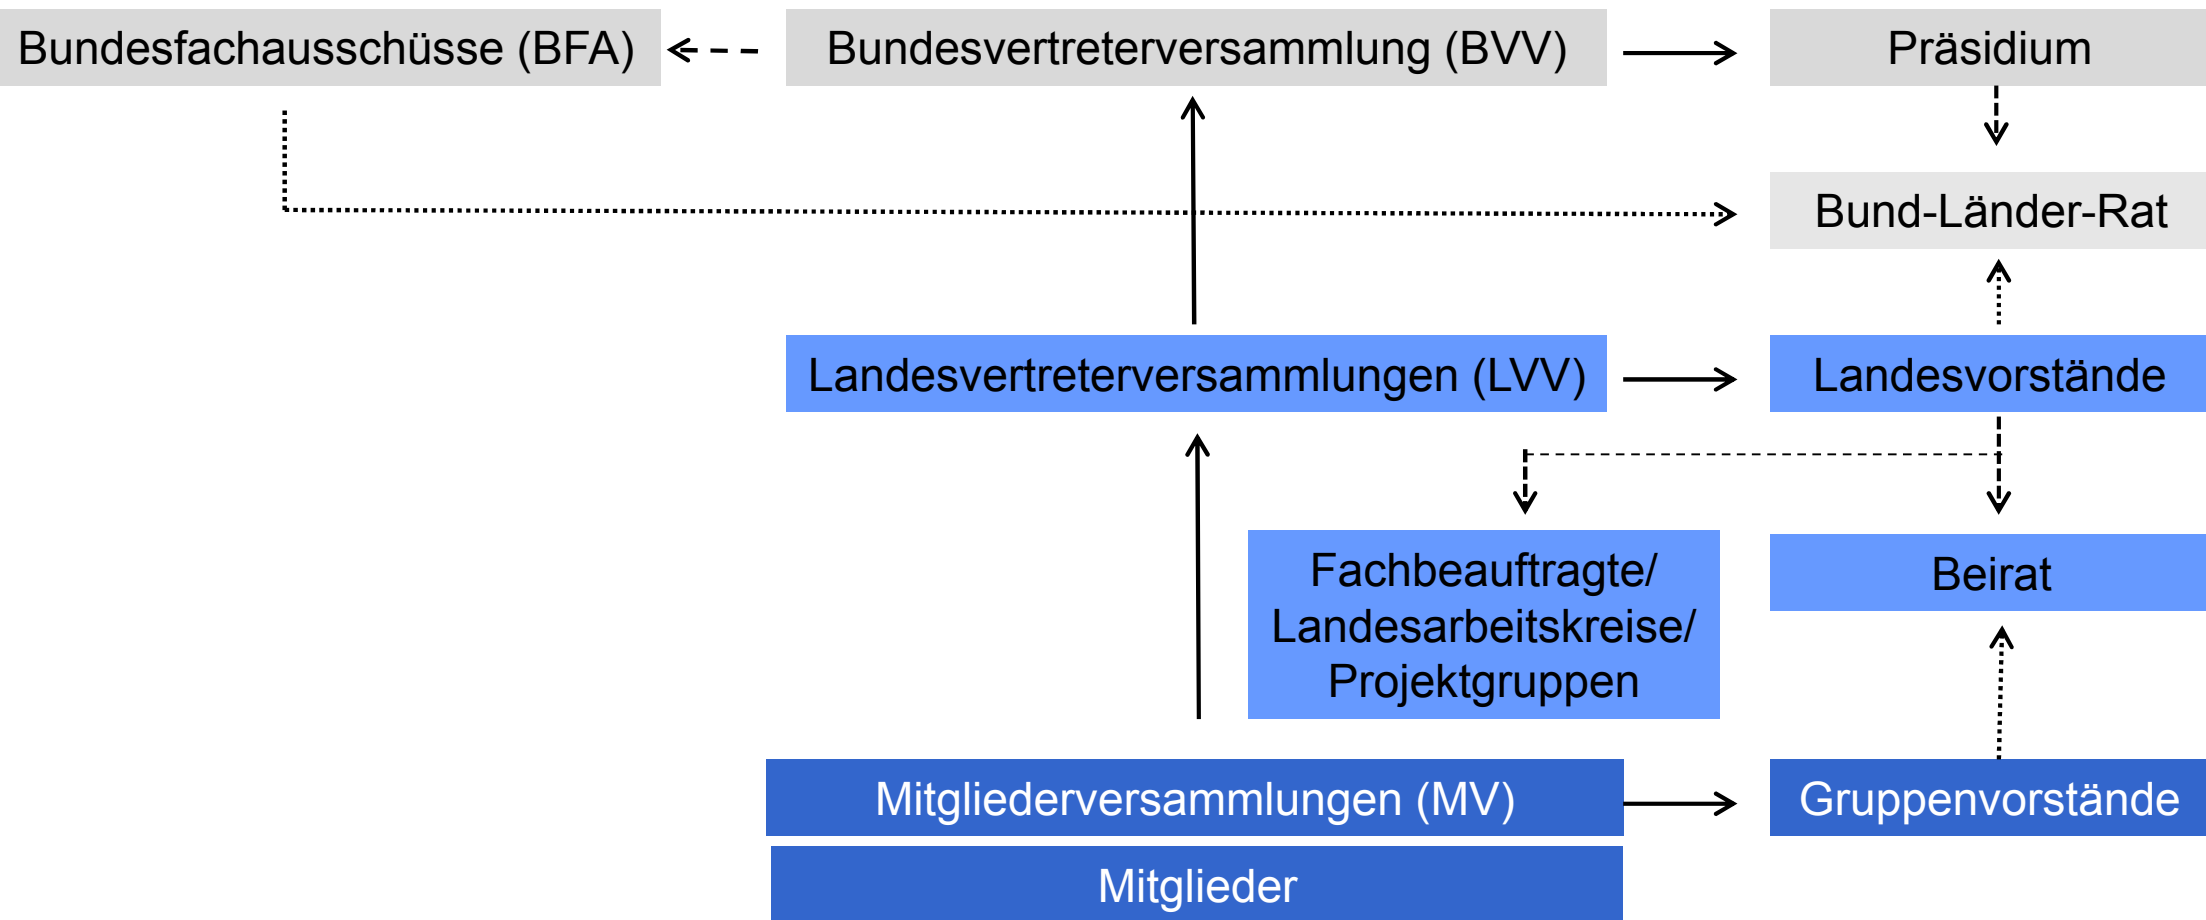 Bundesfachausschüsse (BFA)
Bundesvertreterversammlung (BVV)
Präsidium
Bund-Länder-Rat
Landesvertreterversammlungen (LVV)
Landesvorstände
Fachbeauftragte/
Landesarbeitskreise/
Projektgruppen
Beirat
Mitgliederversammlungen (MV)
Gruppenvorstände
Mitglieder